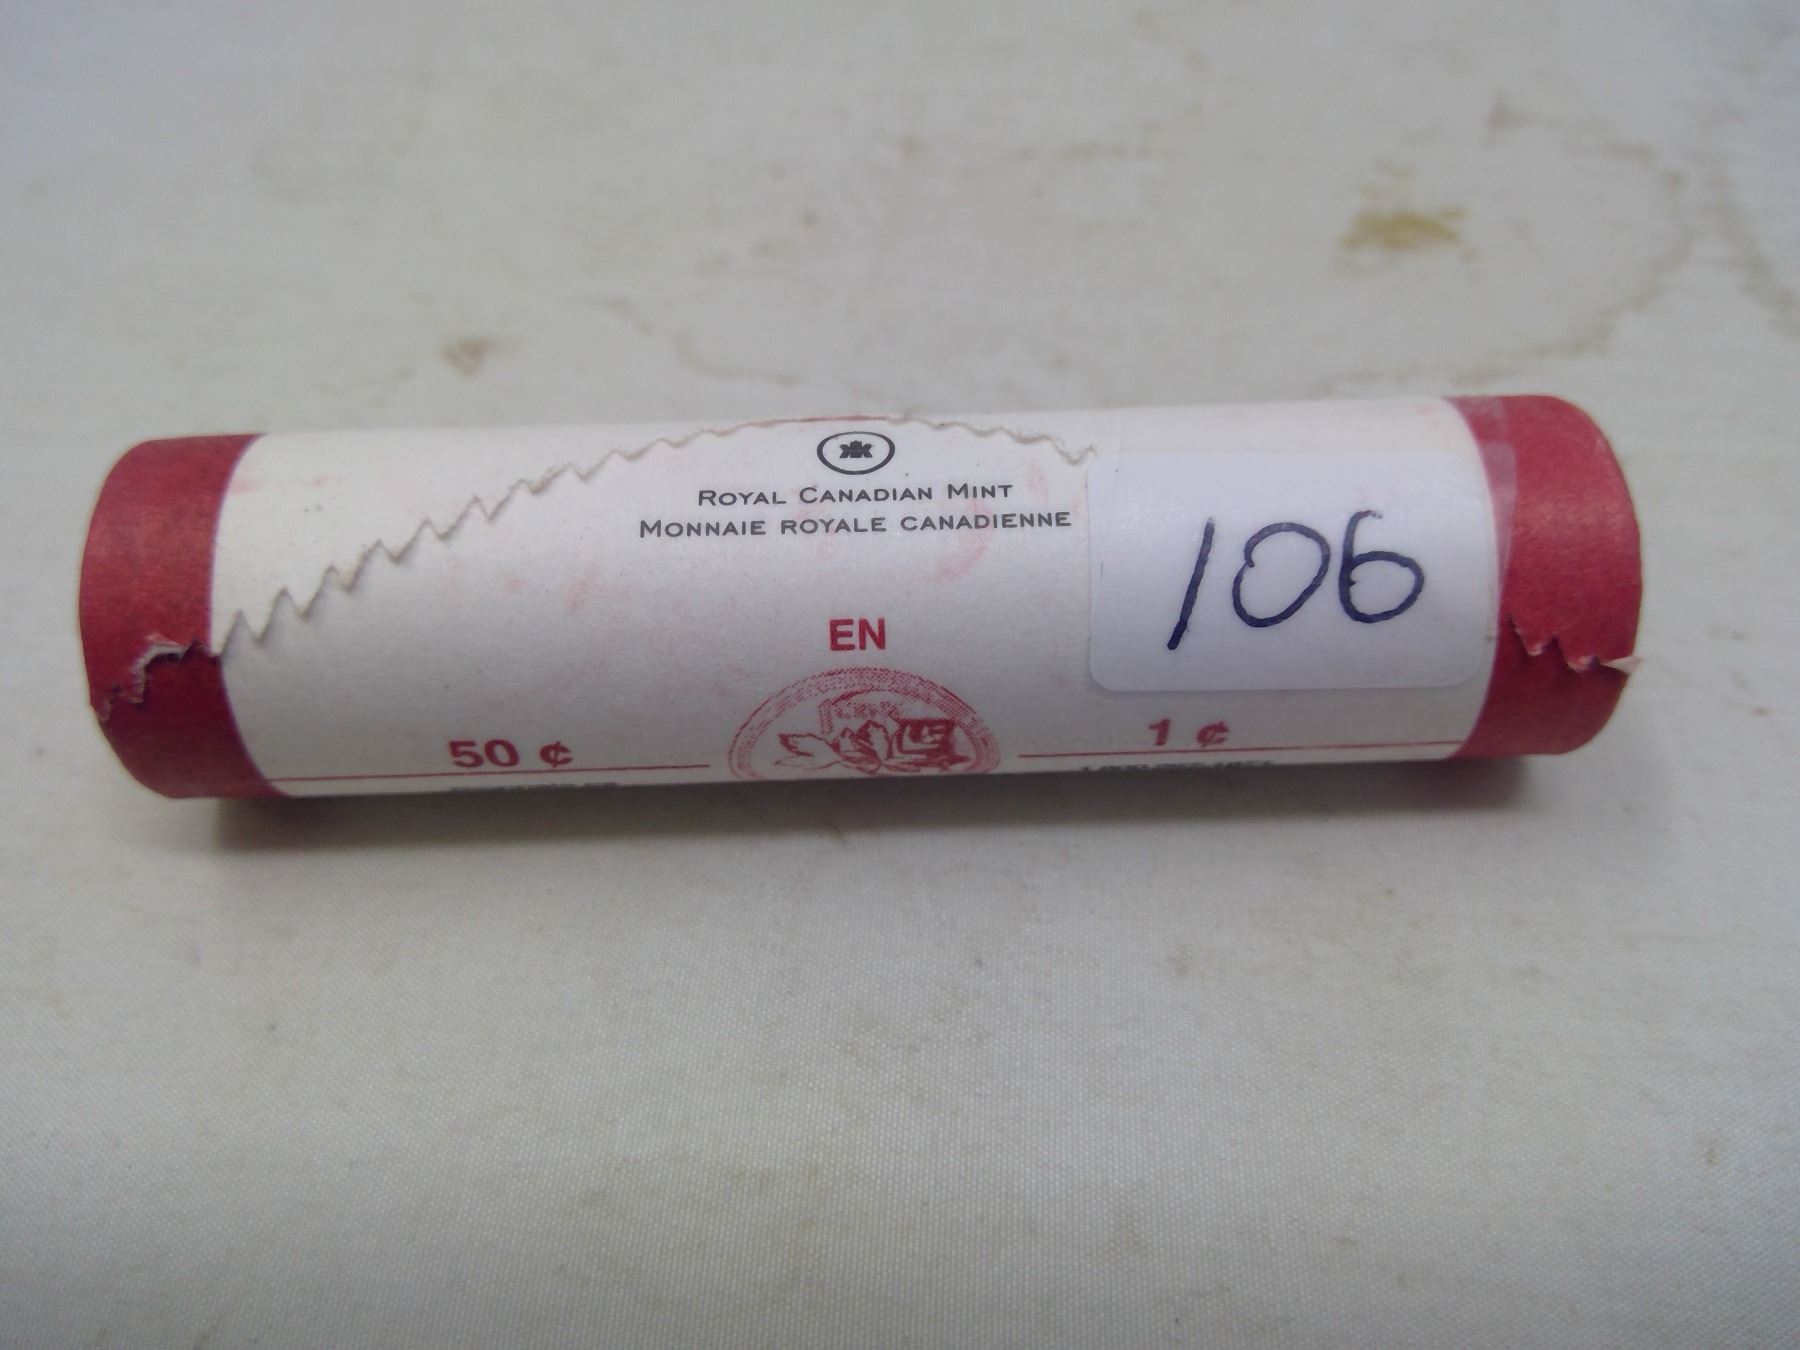 ROYAL CANADIAN MINT
MONNAIE ROYALE CANADIENNE
106
EN
50 ¢
1 ¢